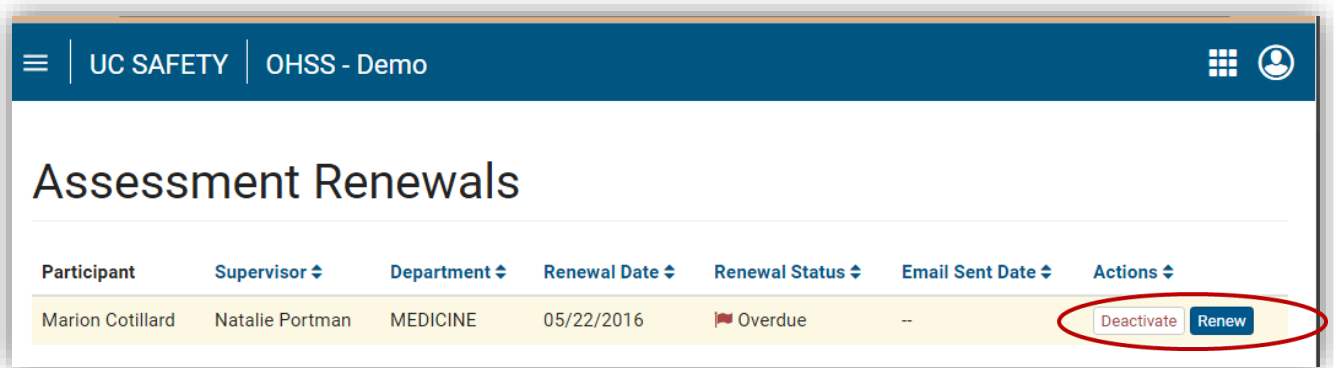 UC SAFETY OHSS - Demo
Assessment Renewals
Participant Supervisor Department Renewal Date Renewal Status Email Sent Date Actions
Marion Cotillard Natalie Portman MEDICINE 05/22/2016 Overdue -- Deactivate Renew